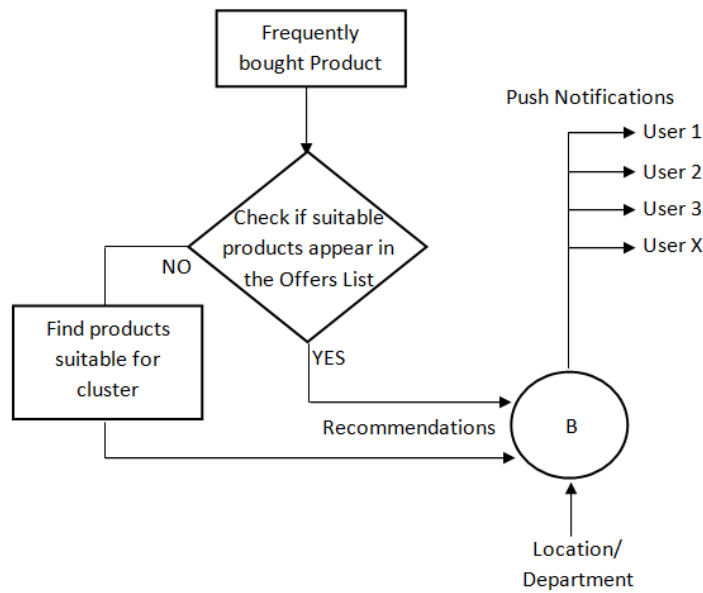 Frequently
bought Product
Push Notifications
User 1
User 2
User 3
User X
Check if suitable
products appear in
the Offers List
NO
Find products
suitable for
cluster
YES
Recommendations
B
Location/
Department